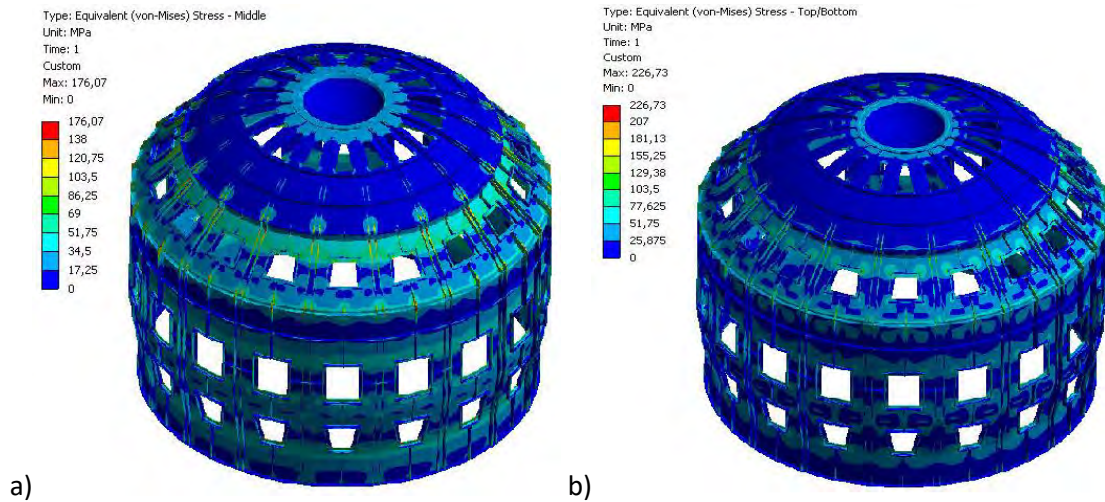 Type: Equivalent (von-Mises) Stress - Middle
Unit: MPa
Time: 1
Custom
Max: 176,07
Min: 0
176,07
138
120,75
103,5
86,25
69
51,75
34,5
17,25
0
a)
Type: Equivalent (von-Mises) Stress - Top/Bottom
Unit: MPa
Time: 1
Custom
Max: 226,73
Min: 0
226,73
207
181,13
155,25
129,38
103,5
77,625
51,75
25,875
0
b)